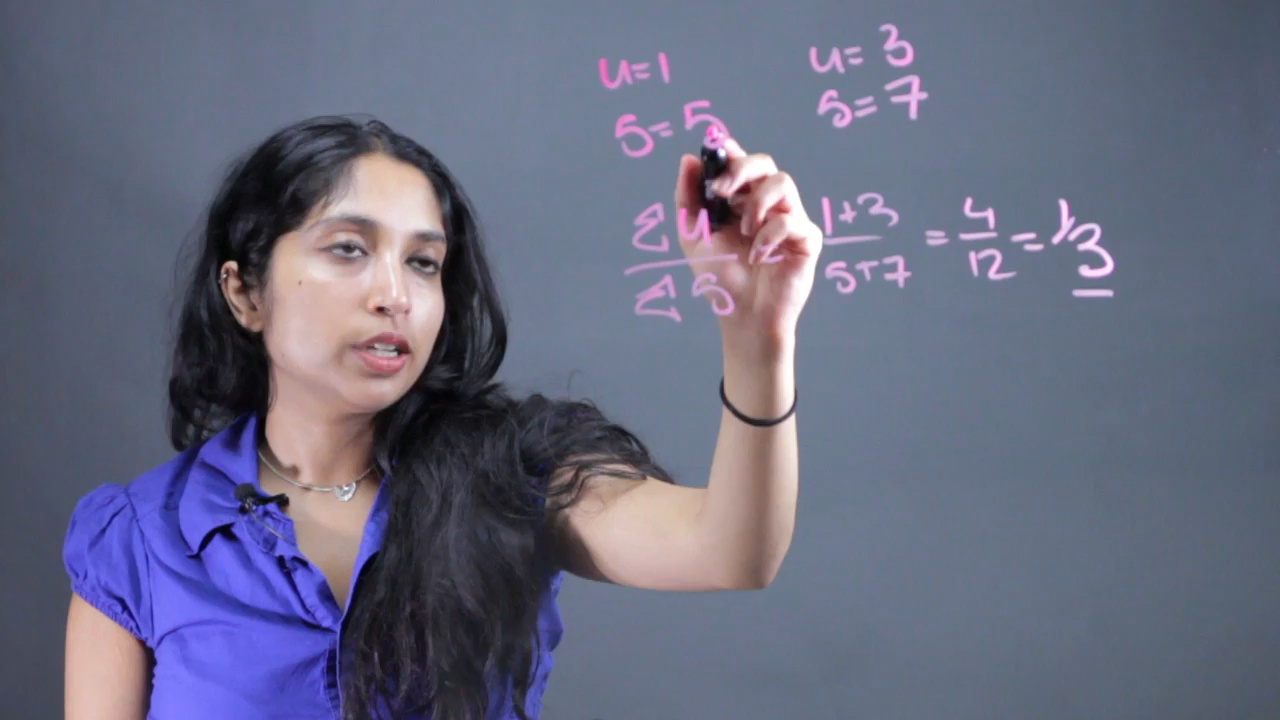 u=1
s=5
u=3
s=7
Σu/Σs = 1+3/5+7 = 4/12 = 1/3